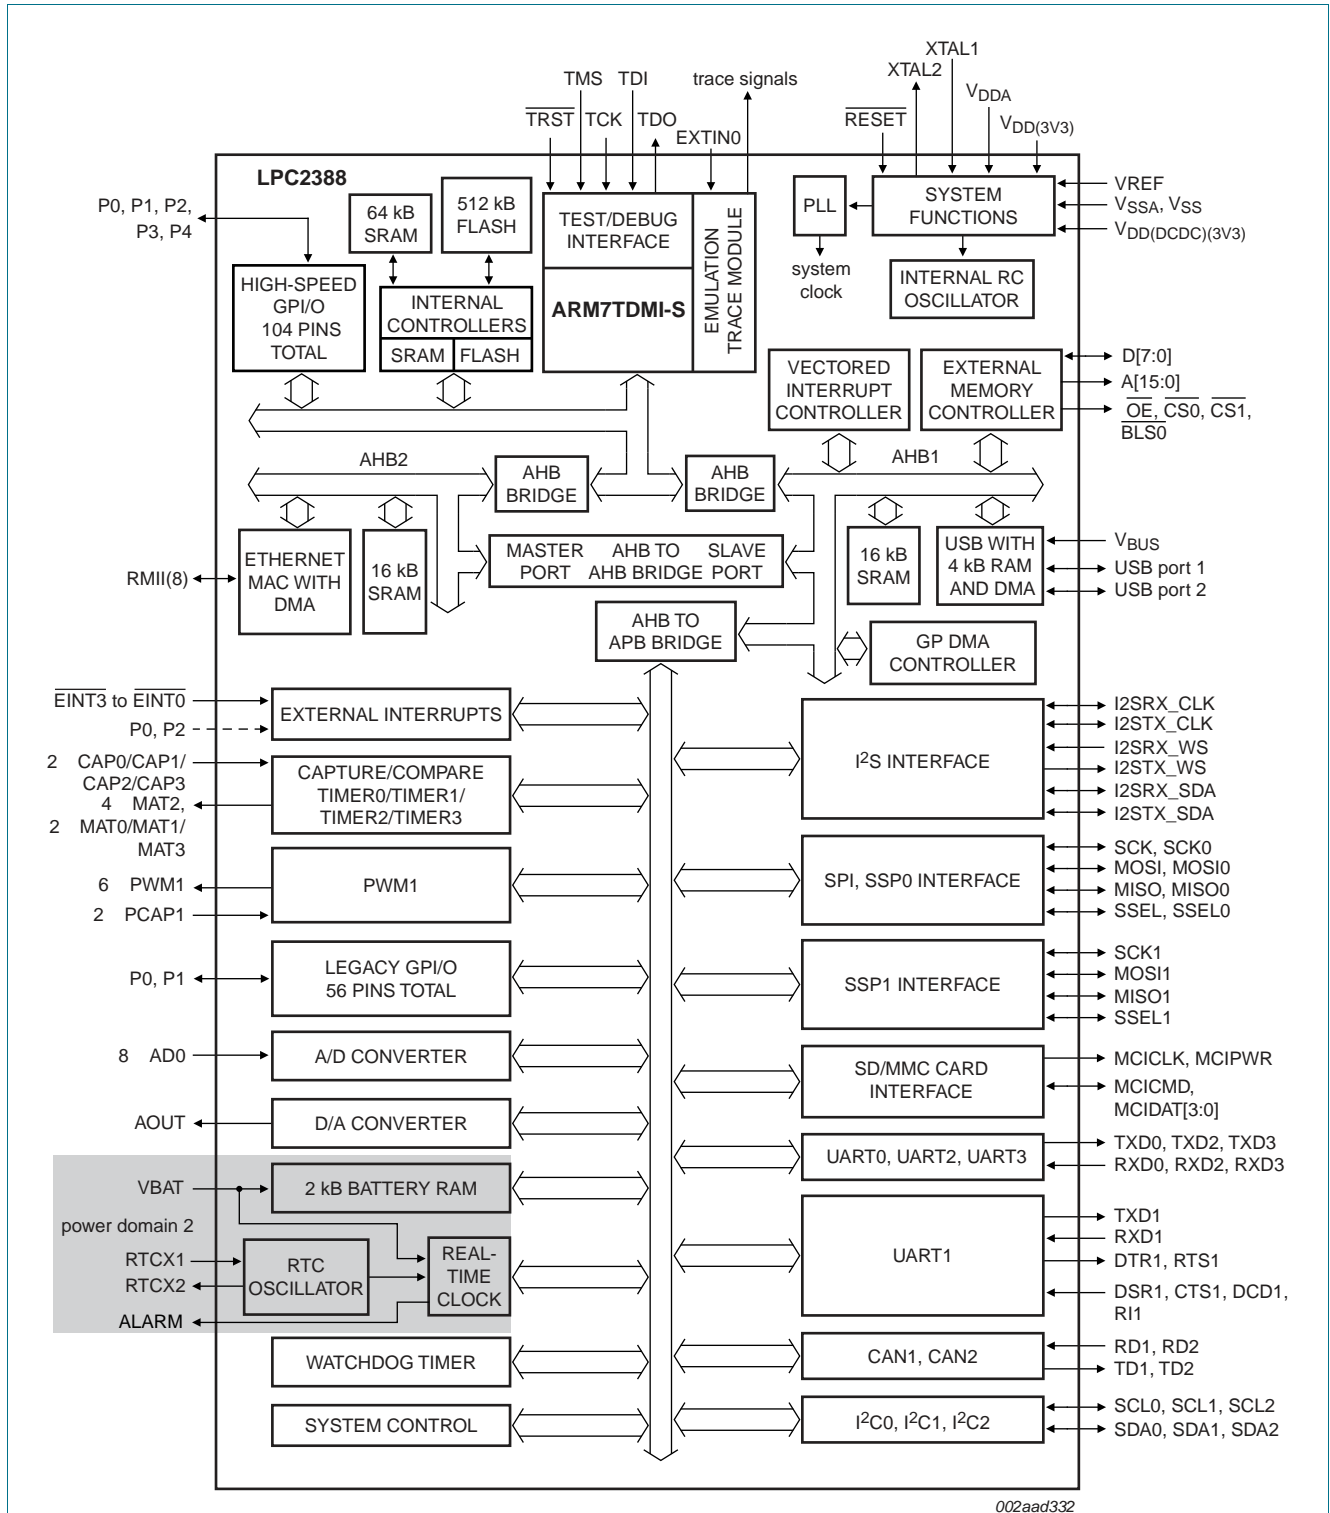 XTAL1
XTAL2
TMS TDI
trace signals
VDDA
TRST TCK TDO
EXTIN0
RESET
VDD(3V3)
LPC2388
P0, P1, P2,
P3, P4
64 kB
SRAM
512 kB
FLASH
TEST/DEBUG
INTERFACE
EMULATION
TRACE MODULE
PLL
SYSTEM
FUNCTIONS
VREF
VSSA, VSS
VDD(DCDC)(3V3)
system
clock
HIGH-SPEED
GPI/O
104 PINS
TOTAL
INTERNAL
CONTROLLERS
SRAM FLASH
ARM7TDMI-S
INTERNAL RC
OSCILLATOR
VECTORED
INTERRUPT
CONTROLLER
EXTERNAL
MEMORY
CONTROLLER
D[7:0]
A[15:0]
OE, CS0, CS1,
BLS0
AHB2
AHB
BRIDGE
AHB
BRIDGE
AHB1
RMII(8)
ETHERNET
MAC WITH
DMA
16 kB
SRAM
MASTER
PORT
AHB TO
AHB BRIDGE
SLAVE
PORT
16 kB
SRAM
USB WITH
4 kB RAM
AND DMA
VBUS
USB port 1
USB port 2
AHB TO
APB BRIDGE
GP DMA
CONTROLLER
EINT3 to EINT0
P0, P2
EXTERNAL INTERRUPTS
I2S INTERFACE
I2SRX_CLK
I2STX_CLK
I2SRX_WS
I2STX_WS
I2SRX_SDA
I2STX_SDA
2 CAP0/CAP1/
CAP2/CAP3
4 MAT2,
2 MAT0/MAT1/
MAT3
CAPTURE/COMPARE
TIMER0/TIMER1/
TIMER2/TIMER3
6 PWM1
2 PCAP1
PWM1
SPI, SSP0 INTERFACE
SCK, SCK0
MOSI, MOSI0
MISO, MISO0
SSEL, SSEL0
P0, P1
LEGACY GPI/O
56 PINS TOTAL
SSP1 INTERFACE
SCK1
MOSI1
MISO1
SSEL1
8 AD0
A/D CONVERTER
SD/MMC CARD
INTERFACE
MCICLK, MCIPWR
MCICMD,
MCIDAT[3:0]
AOUT
D/A CONVERTER
UART0, UART2, UART3
TXD0, TXD2, TXD3
RXD0, RXD2, RXD3
VBAT
2 kB BATTERY RAM
power domain 2
RTCX1
RTCX2
RTC
OSCILLATOR
REAL-
TIME
CLOCK
ALARM
UART1
TXD1
RXD1
DTR1, RTS1
DSR1, CTS1, DCD1,
RI1
WATCHDOG TIMER
CAN1, CAN2
RD1, RD2
TD1, TD2
SYSTEM CONTROL
I2C0, I2C1, I2C2
SCL0, SCL1, SCL2
SDA0, SDA1, SDA2
002aad332